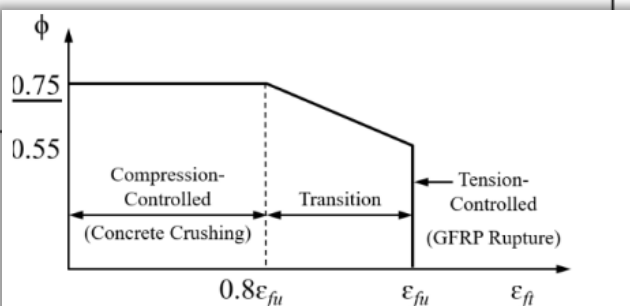 ϕ
0.75
0.55
Compression-
Controlled
(Concrete Crushing)
Transition
Tension-
Controlled
(GFRP Rupture)
0.8εfu
εfu
εft